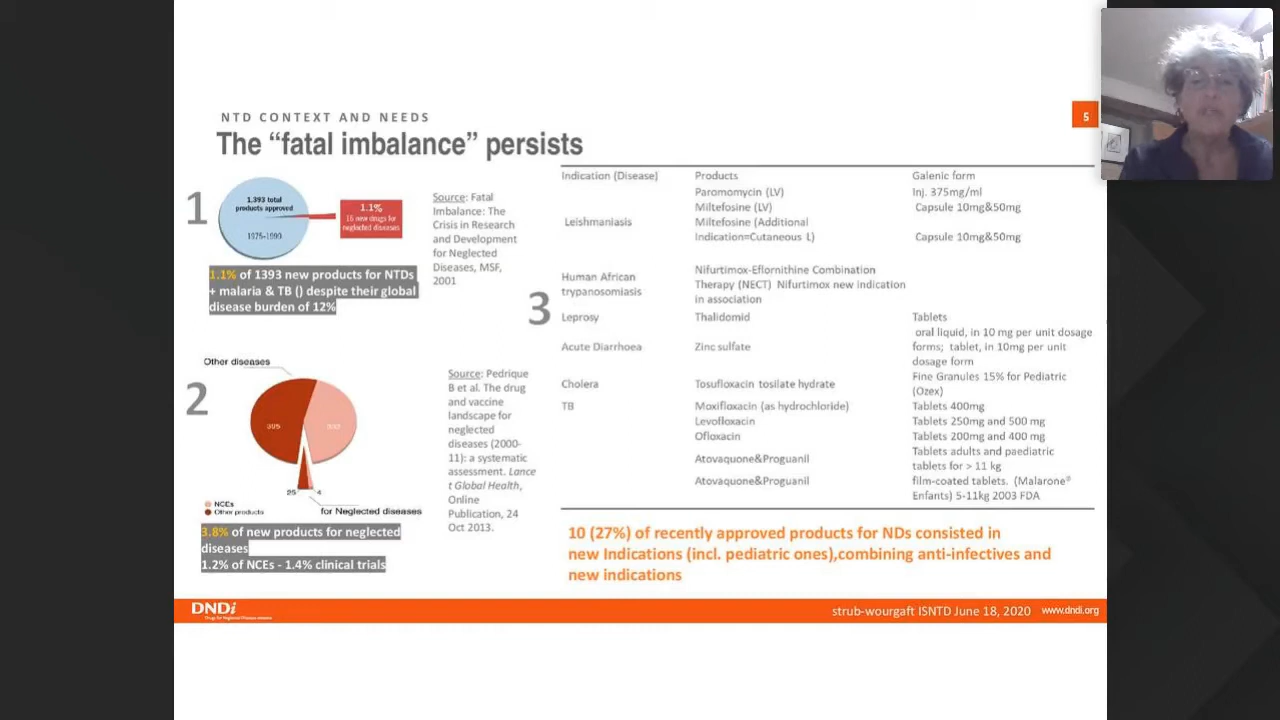 NTD CONTEXT AND NEEDS
The “fatal imbalance” persists
5
1
1,393 total
products approved
1975-1999
1.1%
16 new drugs for
neglected diseases
1.1% of 1393 new products for NTDs
+ malaria & TB () despite their global
disease burden of 12%
Source: Fatal
Imbalance: The
Crisis in Research
and Development
for Neglected
Diseases, MSF,
2001
2
Other diseases
305
25
4
for Neglected diseases
NCEs
Other products
3.8% of new products for neglected
diseases
1.2% of NCEs - 1.4% clinical trials
Source: Pedrique
B et al. The drug
and vaccine
landscape for
neglected
diseases (2000-
11): a systematic
assessment. Lance
t Global Health,
Online
Publication, 24
Oct 2013.
3
Indication (Disease) Products Galenic form
Paromomycin (LV) Inj. 375mg/ml
Miltefosine (LV) Capsule 10mg&50mg
Leishmaniasis Miltefosine (Additional
Indication=Cutaneous L) Capsule 10mg&50mg
Human African
trypanosomiasis
Nifurtimox-Eflornithine Combination
Therapy (NECT) Nifurtimox new indication
in association
Leprosy Thalidomid Tablets
Acute Diarrhoea Zinc sulfate
oral liquid, in 10 mg per unit dosage
forms; tablet, in 10mg per unit
dosage form
Cholera Tosufloxacin tosilate hydrate
Fine Granules 15% for Pediatric
(Ozex)
TB Moxifloxacin (as hydrochloride) Tablets 400mg
Levofloxacin Tablets 250mg and 500 mg
Ofloxacin Tablets 200mg and 400 mg
Atovaquone&Proguanil
Tablets adults and paediatric
tablets for > 11 kg
Atovaquone&Proguanil
film-coated tablets. (Malarone®
Enfants) 5-11kg 2003 FDA
10 (27%) of recently approved products for NDs consisted in
new Indications (incl. pediatric ones),combining anti-infectives and
new indications
DNDi
Drugs for Neglected Diseases initiative
strub-wourgaft ISNTD June 18, 2020 www.dndi.org